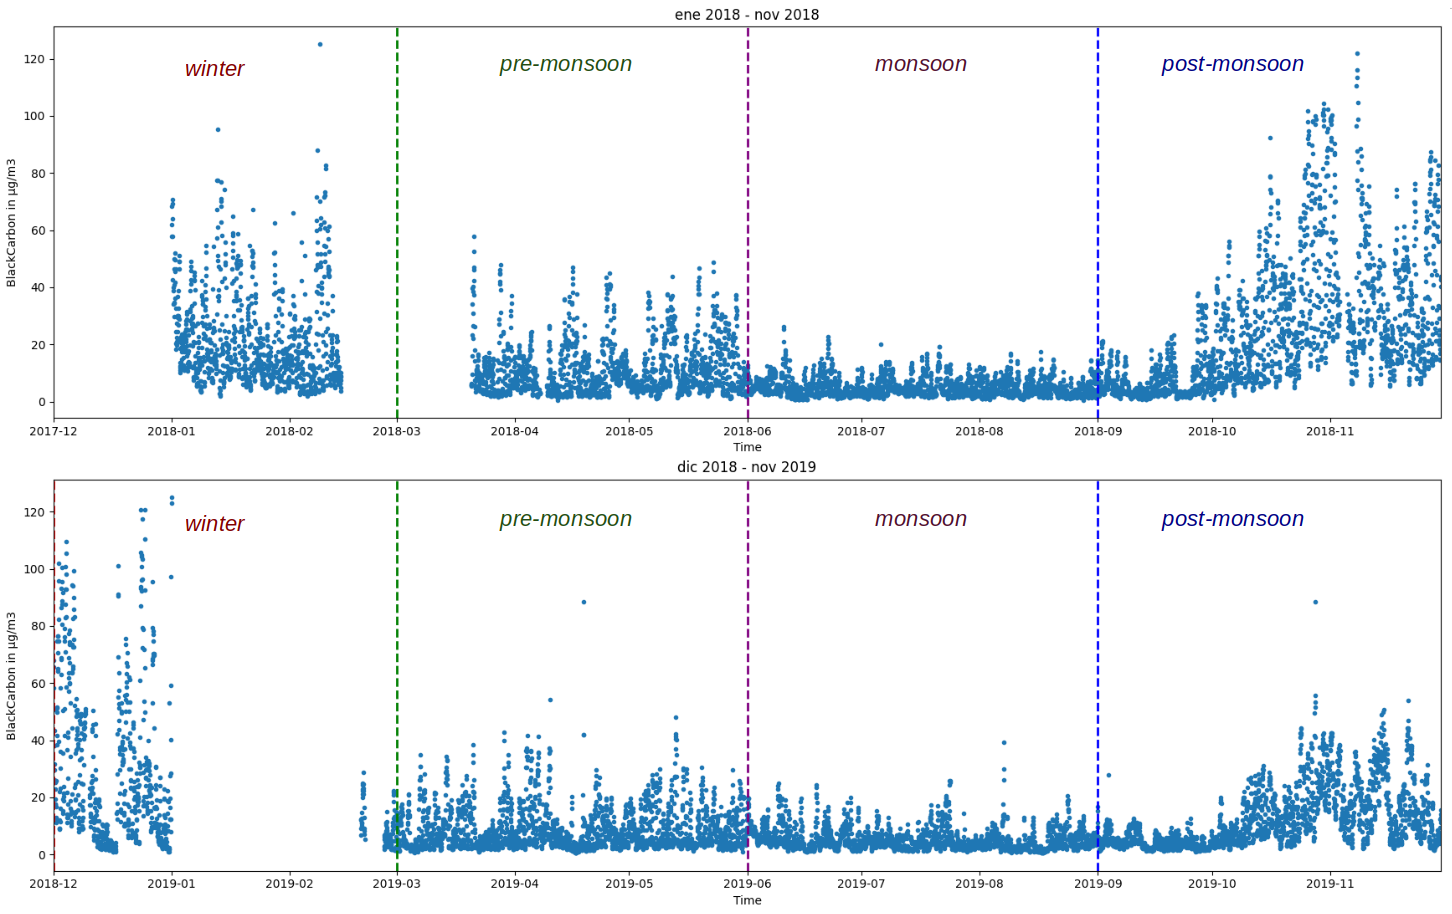 ene 2018 - nov 2018
winter
pre-monsoon
monsoon
post-monsoon
120
100
80
60
40
20
0
BlackCarbon in µg/m3
2017-12 2018-01 2018-02 2018-03 2018-04 2018-05 2018-06 2018-07 2018-08 2018-09 2018-10 2018-11
Time
dic 2018 - nov 2019
winter
pre-monsoon
monsoon
post-monsoon
120
100
80
60
40
20
0
BlackCarbon in µg/m3
2018-12 2019-01 2019-02 2019-03 2019-04 2019-05 2019-06 2019-07 2019-08 2019-09 2019-10 2019-11
Time